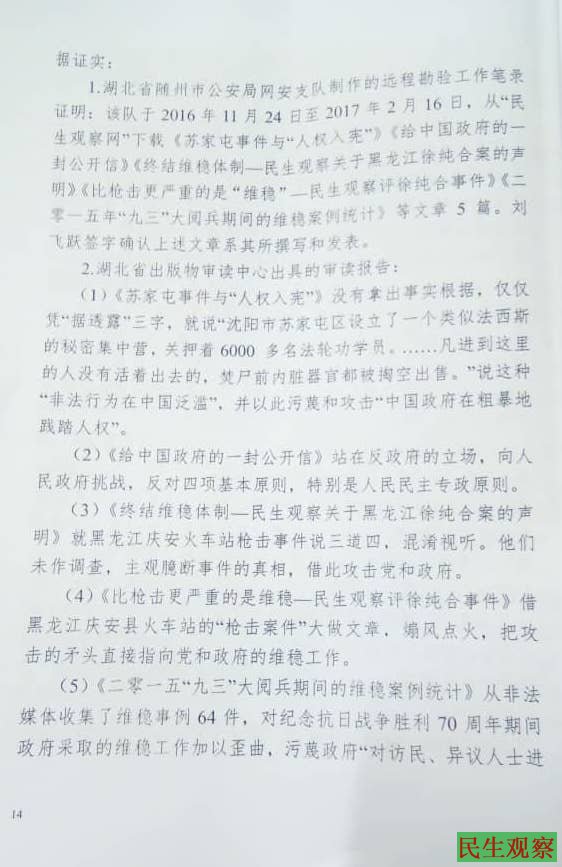 据证实：
1.湖北省随州市公安局网安支队制作的远程勘验工作笔录
证明：该队于 2016 年 11 月 24 日至 2017 年 2 月 16 日，从“民
生观察网”下载《苏家屯事件与“人权入宪”》《给中国政府的一
封公开信》《终结维稳体制—民生观察关于黑龙江徐纯合案的声
明》《比枪击更严重的是“维稳”—民生观察评徐纯合事件》《二
零一五年“九三”大阅兵期间的维稳案例统计》等文章 5 篇。刘
飞跃签字确认上述文章系其所撰写和发表。
2.湖北省出版物审读中心出具的审读报告：
（1）《苏家屯事件与“人权入宪”》没有拿出事实根据，仅仅
凭“据透露”三字，就说“沈阳市苏家屯区设立了一个类似法西斯
的秘密集中营，关押着 6000 多名法轮功学员。……凡进到这里
的人没有活着出去的，焚尸前内脏器官都被掏空出售。”说这种
“非法行为在中国泛滥”，并以此污蔑和攻击“中国政府在粗暴地
践踏人权”。
（2）《给中国政府的一封公开信》站在反政府的立场，向人
民政府挑战，反对四项基本原则，特别是人民民主专政原则。
（3）《终结维稳体制—民生观察关于黑龙江徐纯合案的声
明》就黑龙江庆安火车站枪击事件说三道四，混淆视听。他们
未作调查，主观臆断事件的真相，借此攻击党和政府。
（4）《比枪击更严重的是维稳—民生观察评徐纯合事件》借
黑龙江庆安县火车站的“枪击案件”大做文章，煽风点火，把攻
击的矛头直接指向党和政府的维稳工作。
（5）《二零一五“九三”大阅兵期间的维稳案例统计》从非法
媒体收集了维稳事例 64 件，对纪念抗日战争胜利 70 周年期间
政府采取的维稳工作加以歪曲，污蔑政府“对访民、异议人士进
14
民生观察